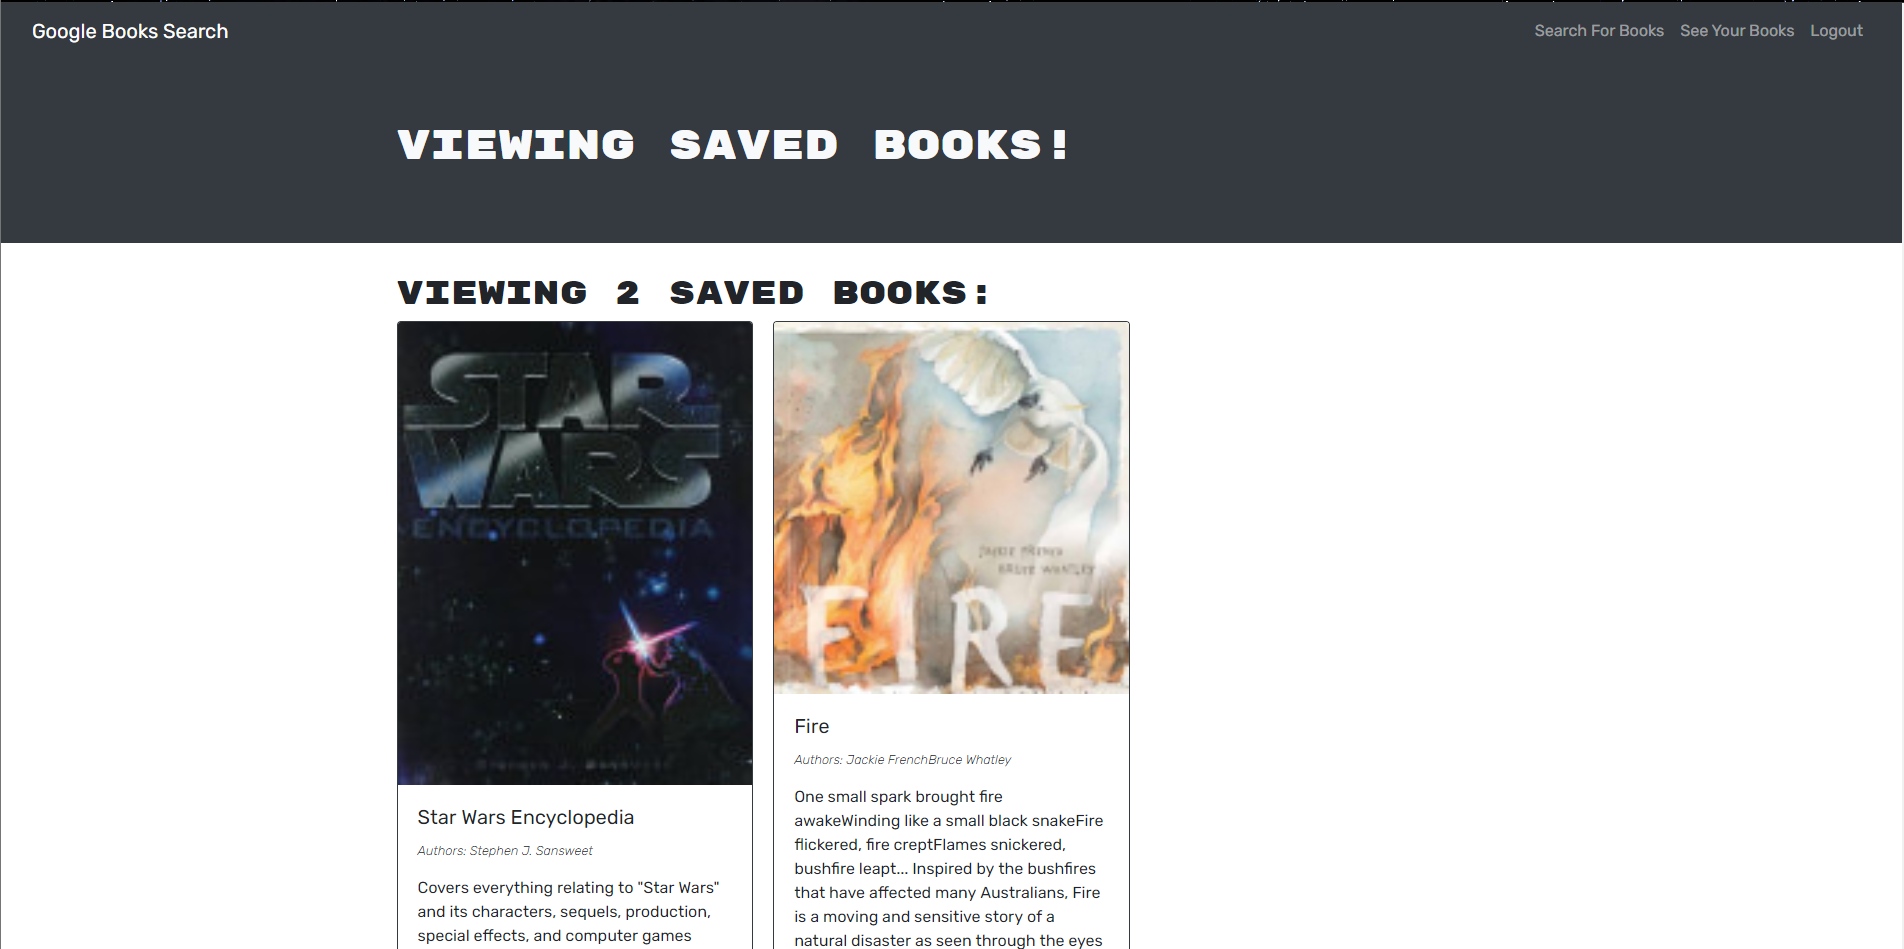 Google Books Search
Search For Books See Your Books Logout
VIEWING SAVED BOOKS!
VIEWING 2 SAVED BOOKS:
STAR
WARS
ENCYCLOPEDIA
Star Wars Encyclopedia
Authors: Stephen J. Sansweet
Covers everything relating to "Star Wars"
and its characters, sequels, production,
special effects, and computer games
JACKIE FRENCH
BRUCE WHATLEY
FIRE
Fire
Authors: Jackie FrenchBruce Whatley
One small spark brought fire
awakeWinding like a small black snakeFire
flickered, fire creptFlames snickered,
bushfire leapt... Inspired by the bushfires
that have affected many Australians, Fire
is a moving and sensitive story of a
natural disaster as seen through the eyes